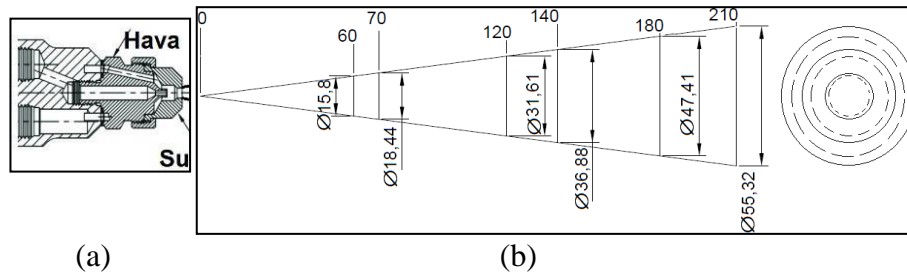 Hava
Su
0
60
70
120
140
180
210
Ø15,8
Ø18,44
Ø31,61
Ø36,88
Ø47,41
Ø55,32
(a)
(b)